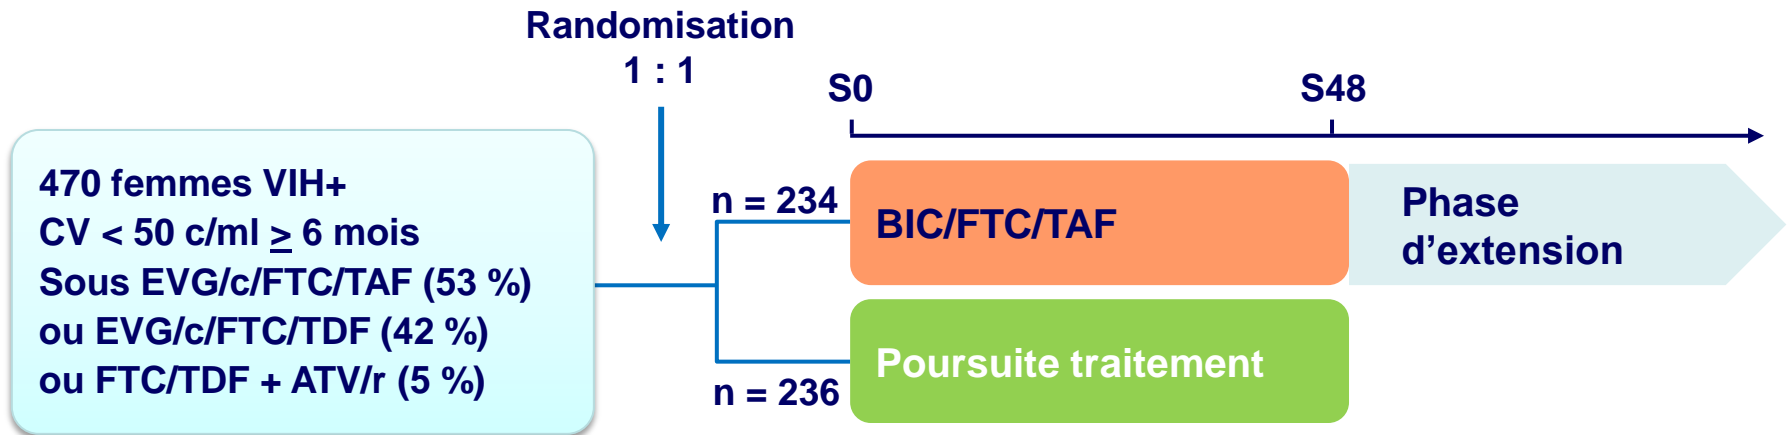 Randomisation
1 : 1
S0
S48
470 femmes VIH+
CV < 50 c/ml ≥ 6 mois
Sous EVG/c/FTC/TAF (53 %)
ou EVG/c/FTC/TDF (42 %)
ou FTC/TDF + ATV/r (5 %)
n = 234
BIC/FTC/TAF
Phase
d’extension
Poursuite traitement
n = 236